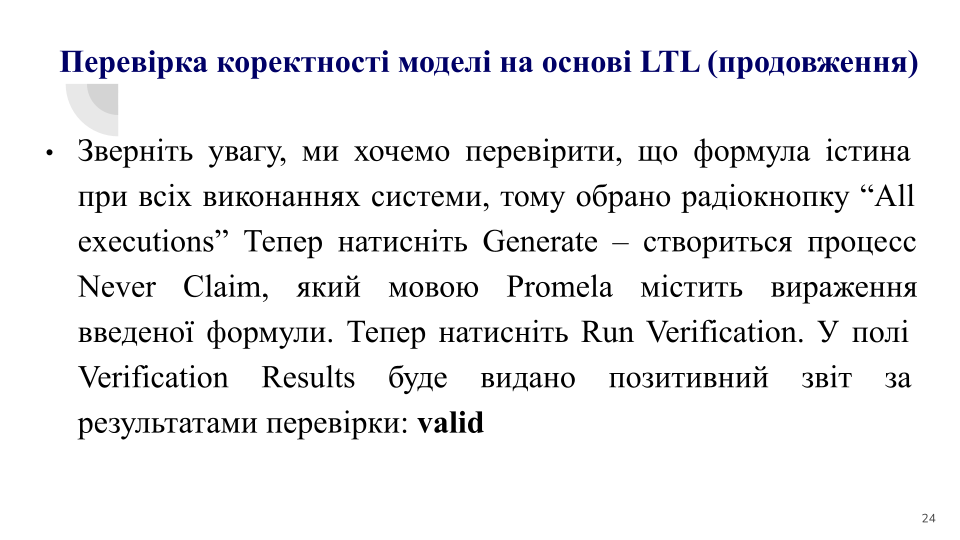 Перевірка коректності моделі на основі LTL (продовження)
• Зверніть увагу, ми хочемо перевірити, що формула істина
при всіх виконаннях системи, тому обрано радіокнопку “All
executions” Тепер натисніть Generate – створиться процесс
Never Claim, який мовою Promela містить вираження
введеної формули. Тепер натисніть Run Verification. У полі
Verification Results буде видано позитивний звіт за
результатами перевірки: valid
24